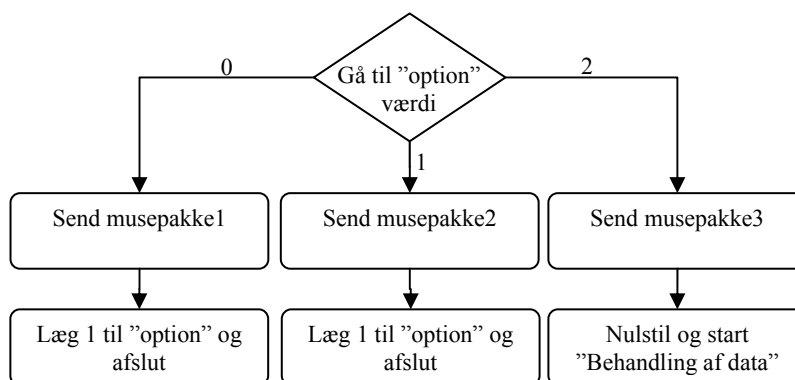 0
Gå til ”option”
værdi
2
1
Send musepakke1
Send musepakke2
Send musepakke3
Læg 1 til ”option” og
afslut
Læg 1 til ”option” og
afslut
Nulstil og start
”Behandling af data”